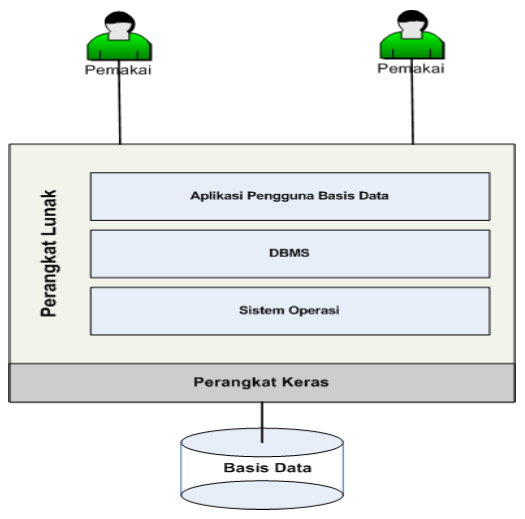 Pemakai
Pemakai
Perangkat Lunak
Aplikasi Pengguna Basis Data
DBMS
Sistem Operasi
Perangkat Keras
Basis Data